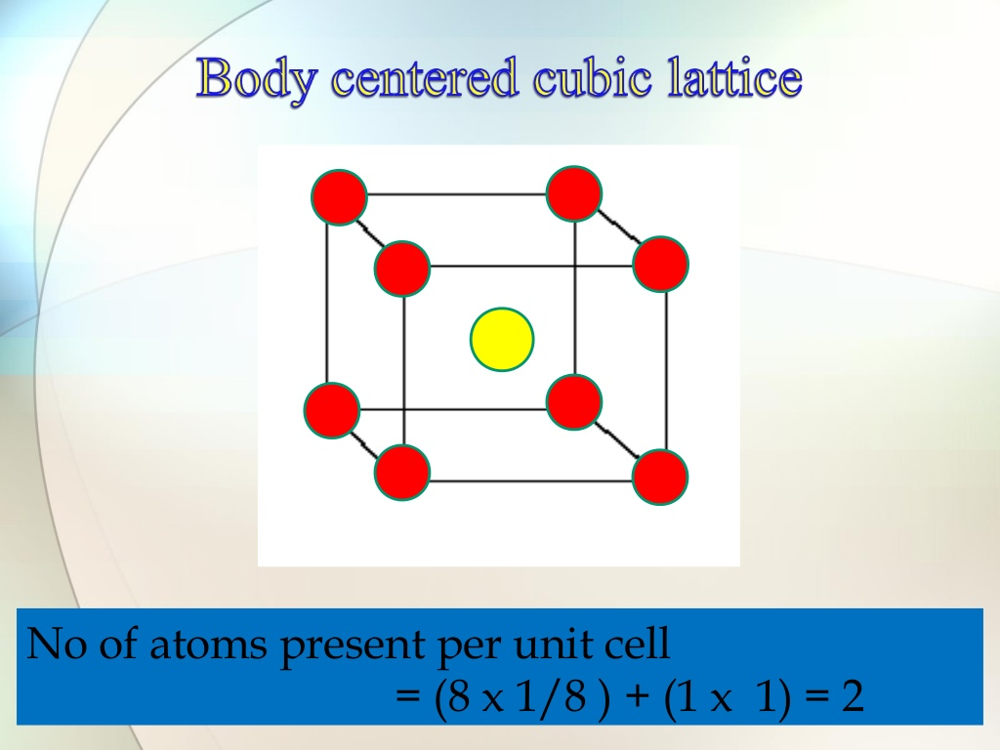 Body centered cubic lattice
No of atoms present per unit cell
= (8 x 1/8 ) + (1 x  1) = 2